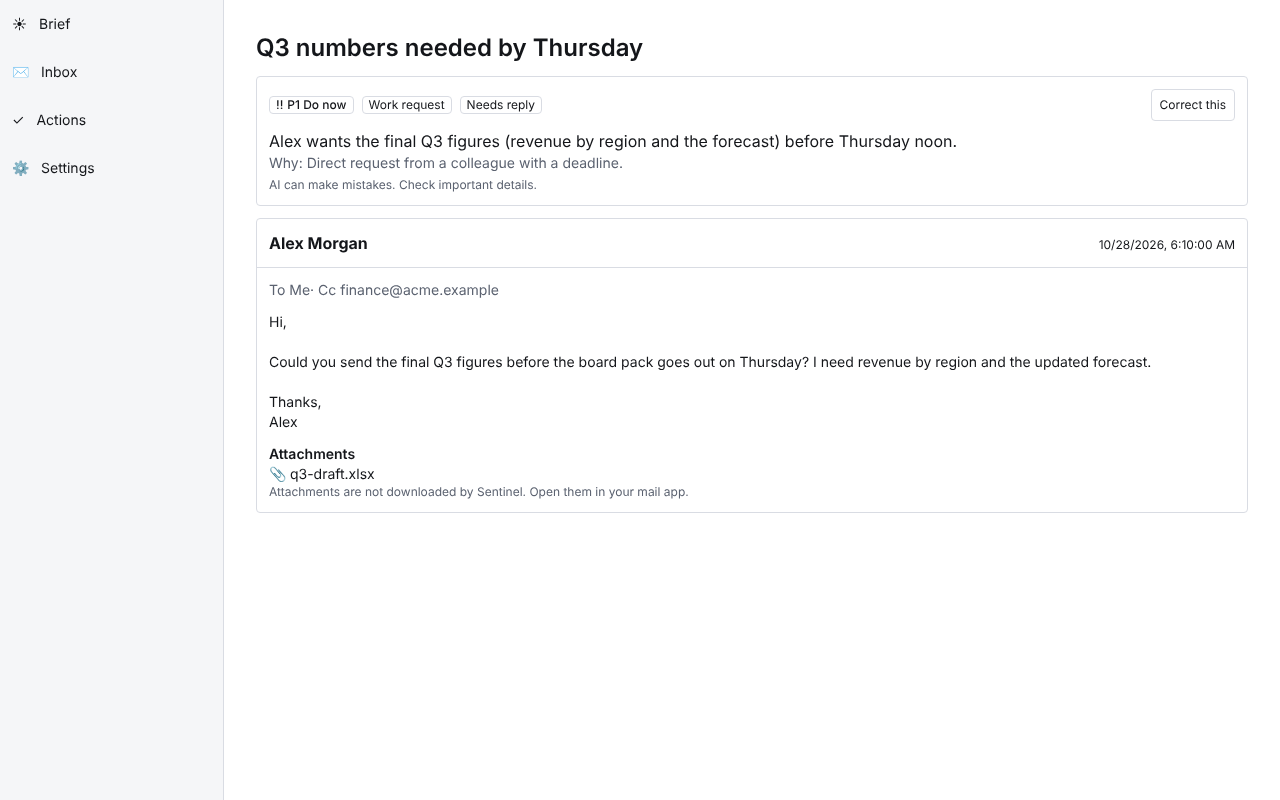 Brief
Inbox
Actions
Settings
Q3 numbers needed by Thursday
!! P1 Do now
Work request
Needs reply
Correct this
Alex wants the final Q3 figures (revenue by region and the forecast) before Thursday noon.
Why: Direct request from a colleague with a deadline.
AI can make mistakes. Check important details.
Alex Morgan
10/28/2026, 6:10:00 AM
To Me· Cc finance@acme.example
Hi,
Could you send the final Q3 figures before the board pack goes out on Thursday? I need revenue by region and the updated forecast.
Thanks,
Alex
Attachments
q3-draft.xlsx
Attachments are not downloaded by Sentinel. Open them in your mail app.